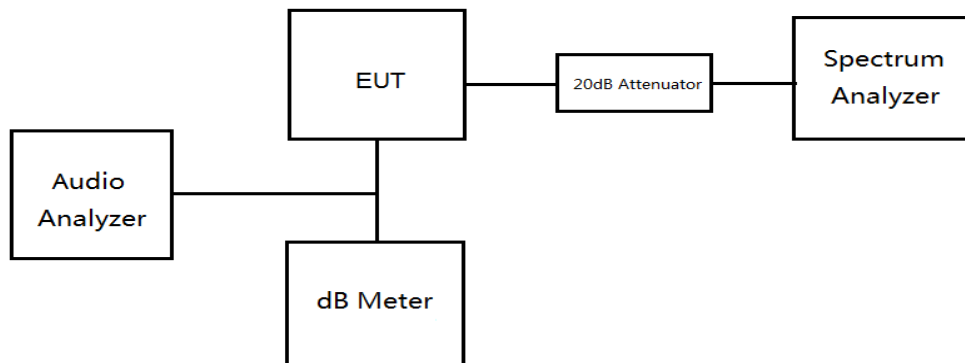 EUT
20dB Attenuator
Spectrum
Analyzer
Audio
Analyzer
dB Meter